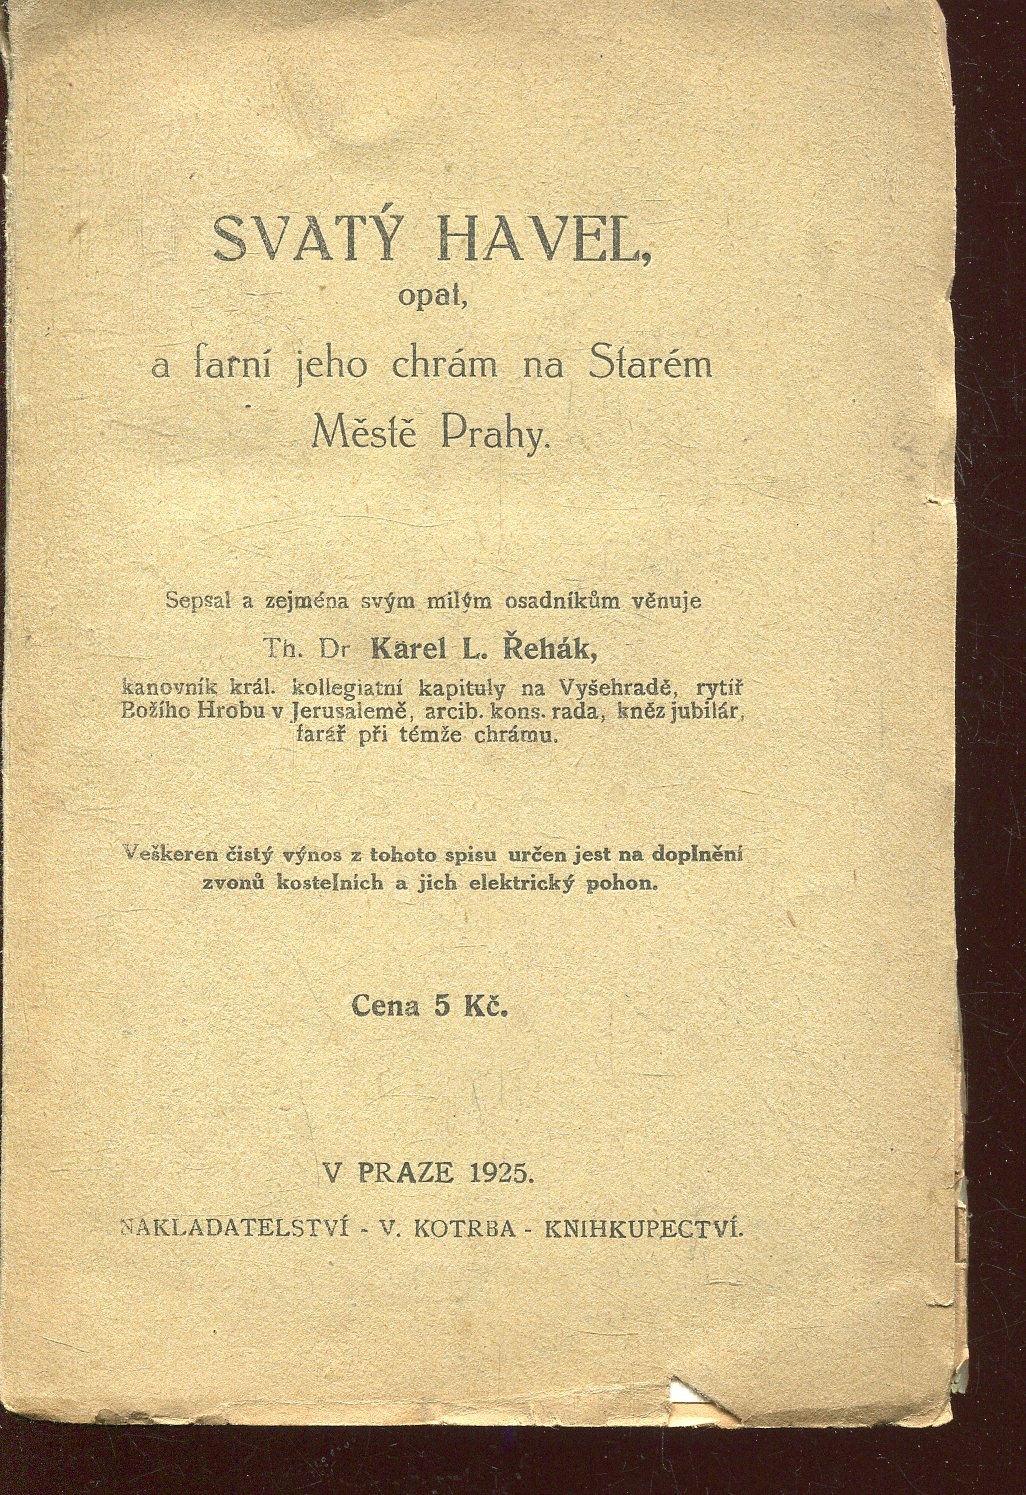 SVATÝ HAVEL,
opat,
a farní jeho chrám na Starém
Městě Prahy.
Sepsal a zejména svým milým osadníkům věnuje
Th. Dr Karel L. Řehák,
kanovník král. kollegiatní kapituly na Vyšehradě, rytíř
Božího Hrobu v Jerusalemě, arcib. kons. rada, kněz jubilár,
farář při témže chrámu.
Veškeren čistý výnos z tohoto spisu určen jest na doplnění
zvonů kostelních a jich elektrický pohon.
Cena 5 Kč.
V PRAZE 1925.
NAKLADATELSTVÍ - V. KOTRBA - KNIHKUPECTVÍ.